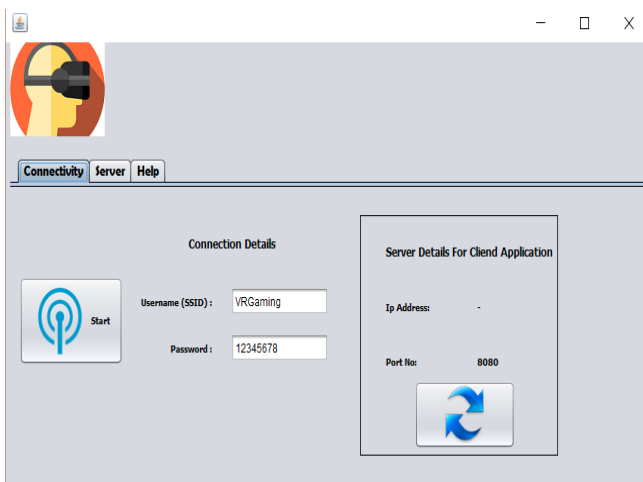 X
Connectivity Server Help
Connection Details
Username (SSID) : VRGaming
Password : 12345678
Start
Server Details For Cliend Application
Ip Address: -
Port No: 8080